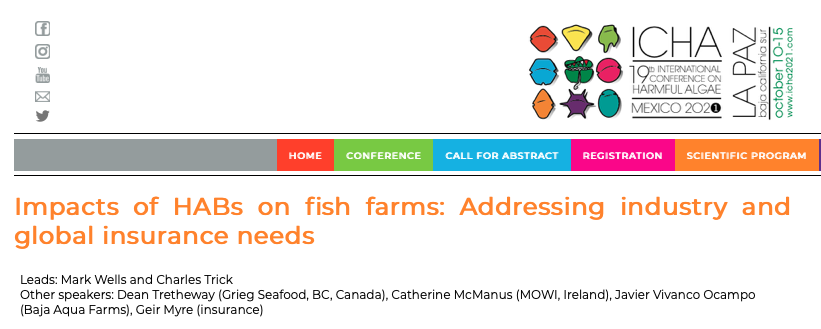 You
Tube
ICHA
19th INTERNATIONAL
CONFERENCE ON
HARMFUL ALGAE
MEXICO 2021
LA PAZ
baja california sur
october 10-15
www.icha2021.com
HOME
CONFERENCE
CALL FOR ABSTRACT
REGISTRATION
SCIENTIFIC PROGRAM
Impacts of HABs on fish farms: Addressing industry and
global insurance needs
Leads: Mark Wells and Charles Trick
Other speakers: Dean Tretheway (Grieg Seafood, BC, Canada), Catherine McManus (MOWI, Ireland), Javier Vivanco Ocampo
(Baja Aqua Farms), Geir Myre (insurance)